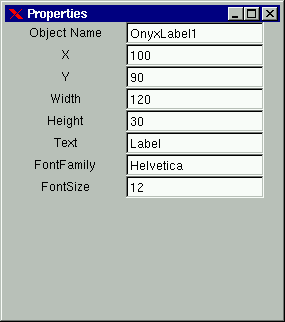 Properties
Object Name OnyxLabel1
X 100
Y 90
Width 120
Height 30
Text Label
FontFamily Helvetica
FontSize 12